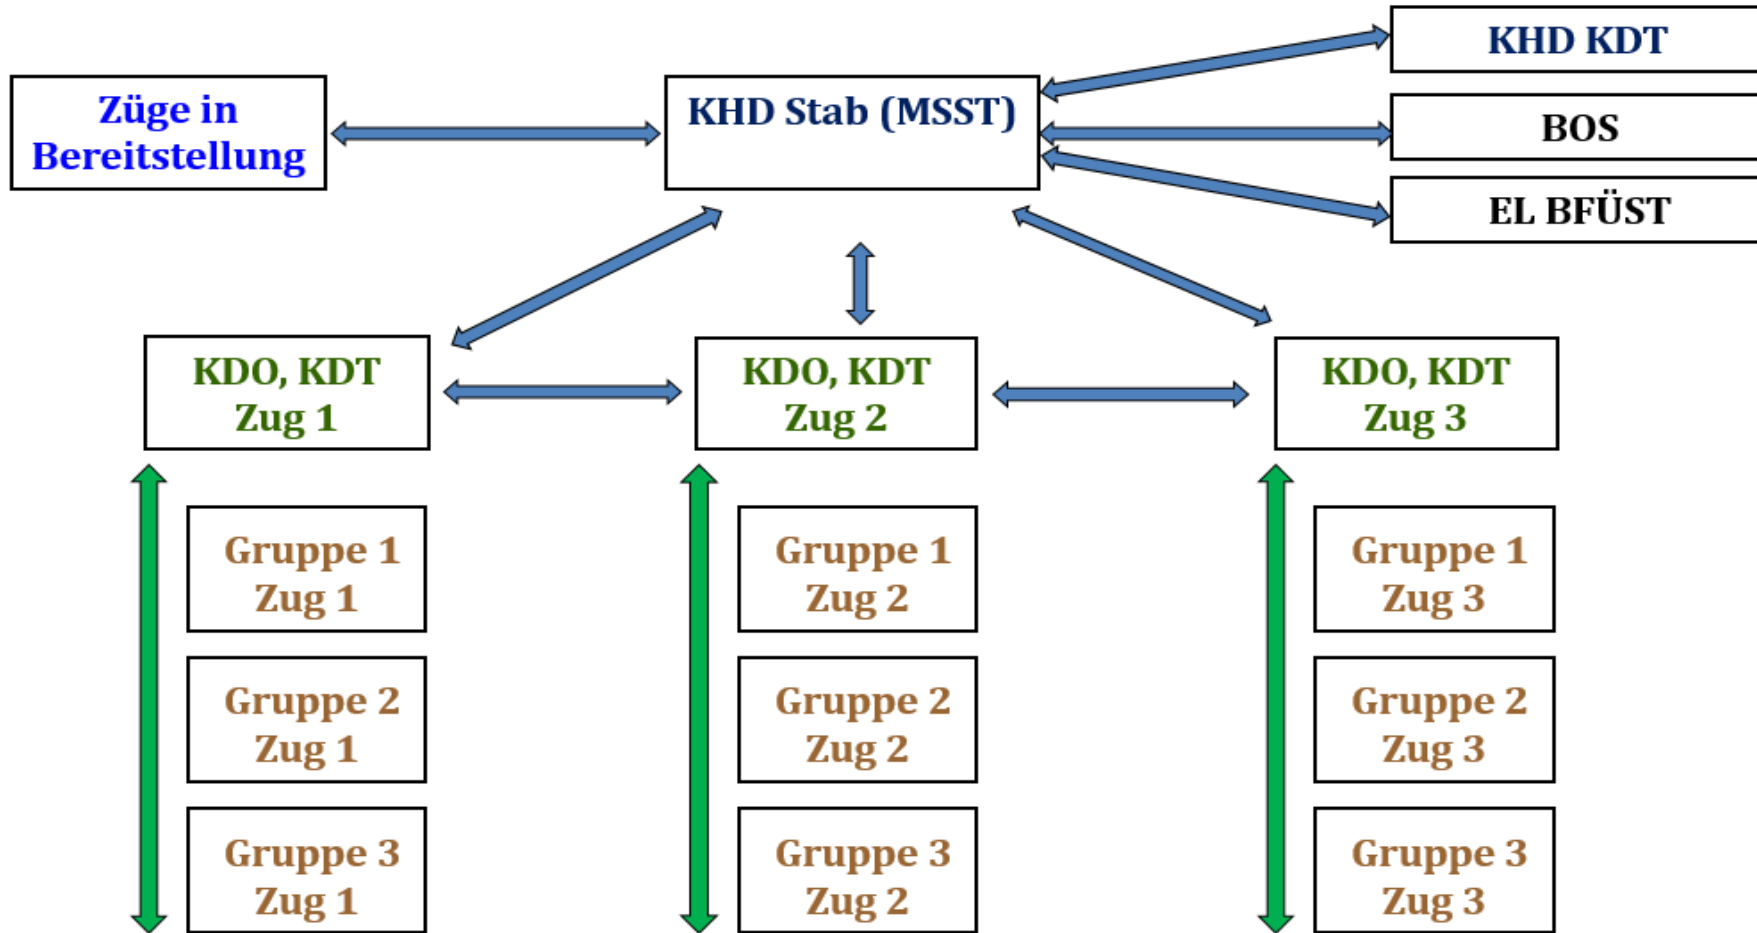 KHD KDT
Züge in
Bereitstellung
KHD Stab (MSST)
BOS
EL BFÜST
KDO, KDT
Zug 1
KDO, KDT
Zug 2
KDO, KDT
Zug 3
Gruppe 1
Zug 1
Gruppe 1
Zug 2
Gruppe 1
Zug 3
Gruppe 2
Zug 1
Gruppe 2
Zug 2
Gruppe 2
Zug 3
Gruppe 3
Zug 1
Gruppe 3
Zug 2
Gruppe 3
Zug 3